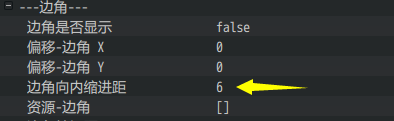 ---边角---
边角是否显示 false
偏移-边角 X 0
偏移-边角 Y 0
边角向内缩进距 6
资源-边角 []